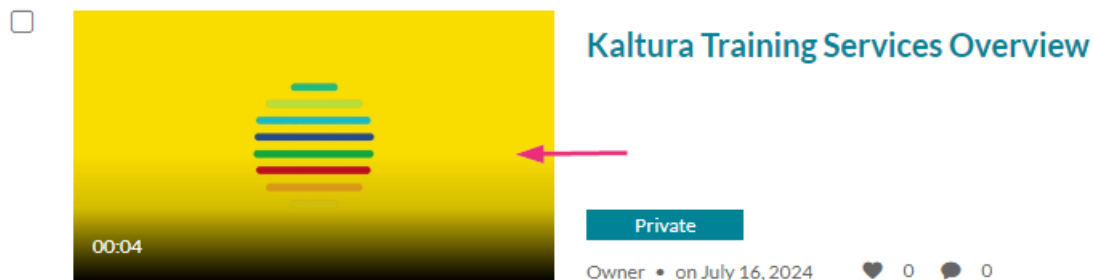 Kaltura Training Services Overview
00:04
Private
Owner • on July 16, 2024 0 0